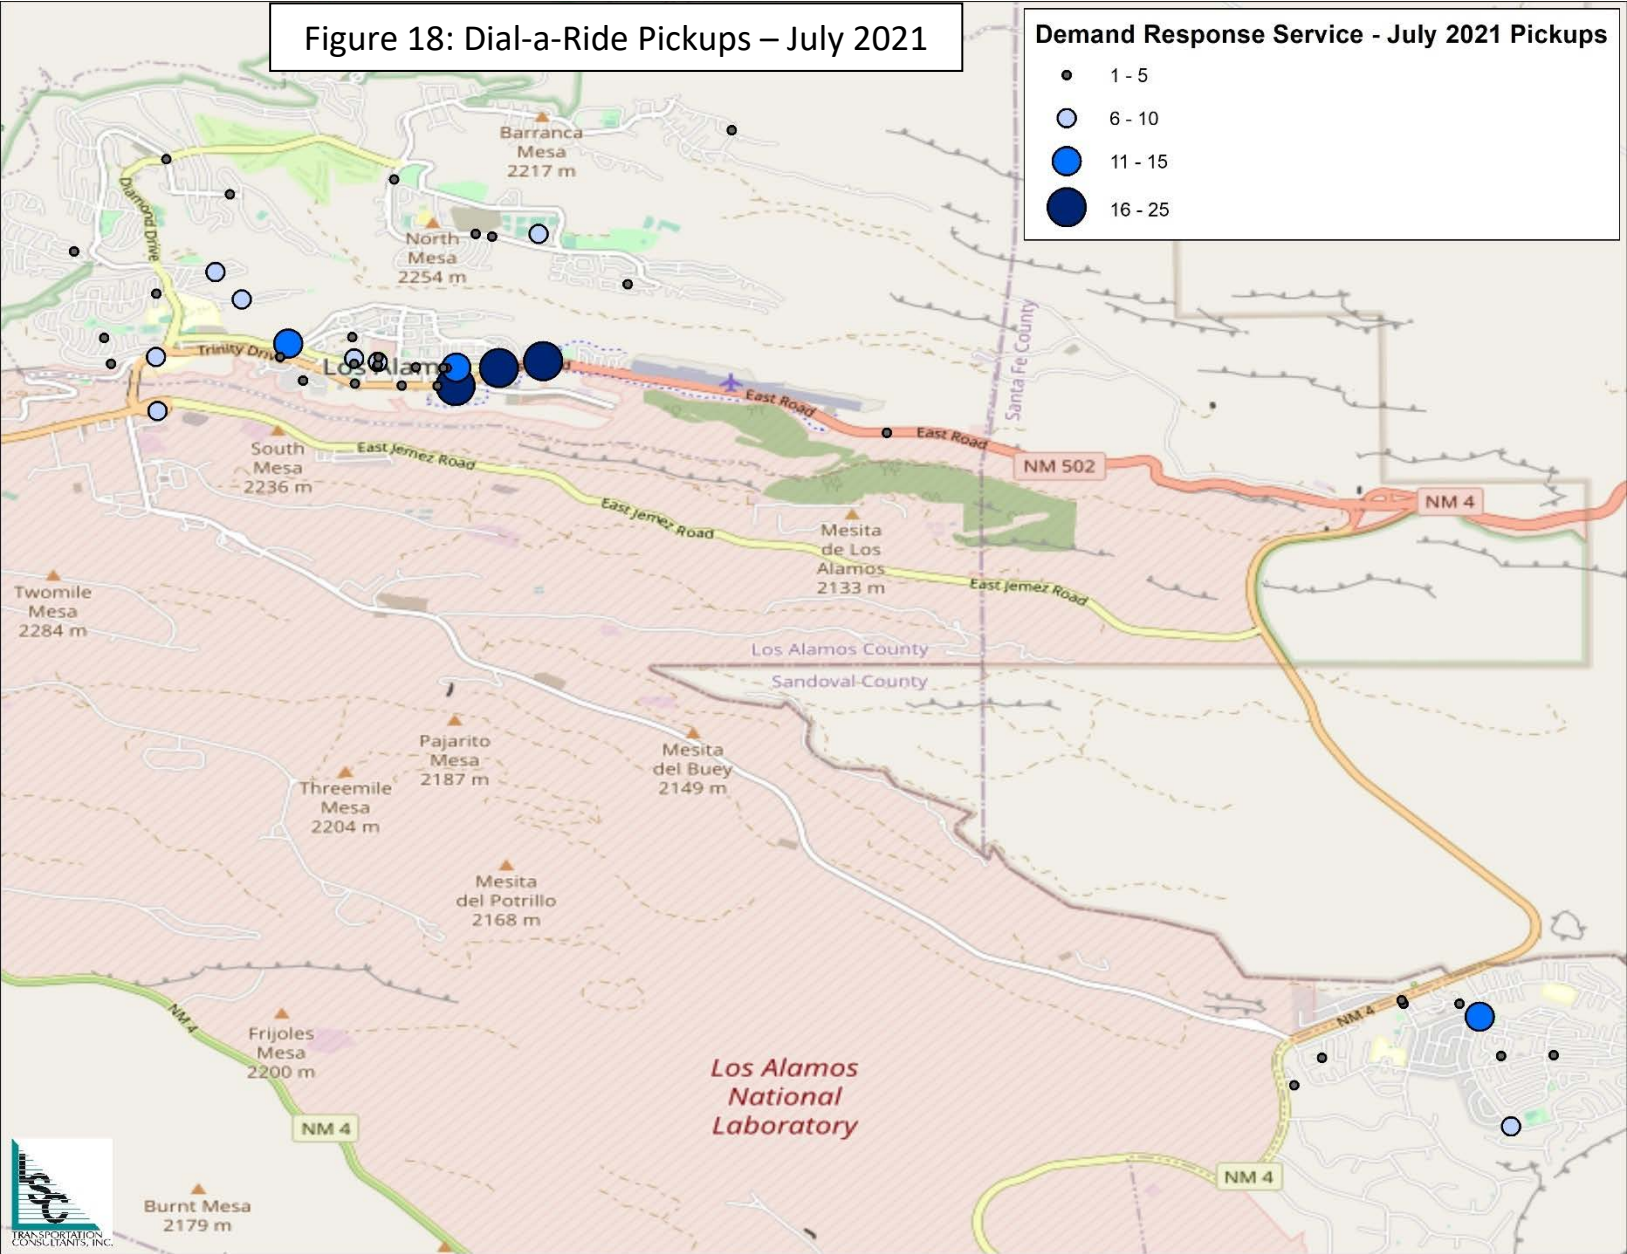 Figure 18: Dial-a-Ride Pickups – July 2021
Demand Response Service - July 2021 Pickups
1 - 5
6 - 10
11 - 15
16 - 25
Barranca
Mesa
2217 m
Diamond Drive
North
Mesa
2254 m
Santa Fe County
Trinity Drive
Los Alam
East Road
East Road
NM 502
NM 4
South
Mesa
2236 m
East Jemez Road
East Jemez Road
Mesita
de Los
Alamos
2133 m
East Jemez Road
Twomile
Mesa
2284 m
Los Alamos County
Sandoval County
Pajarito
Mesa
2187 m
Mesita
del Buey
2149 m
Threemile
Mesa
2204 m
Mesita
del Potrillo
2168 m
NM 4
NM 4
Frijoles
Mesa
2200 m
Los Alamos
National
Laboratory
NM 4
NM 4
Burnt Mesa
2179 m
LSC
TRANSPORTATION
CONSULTANTS, INC.